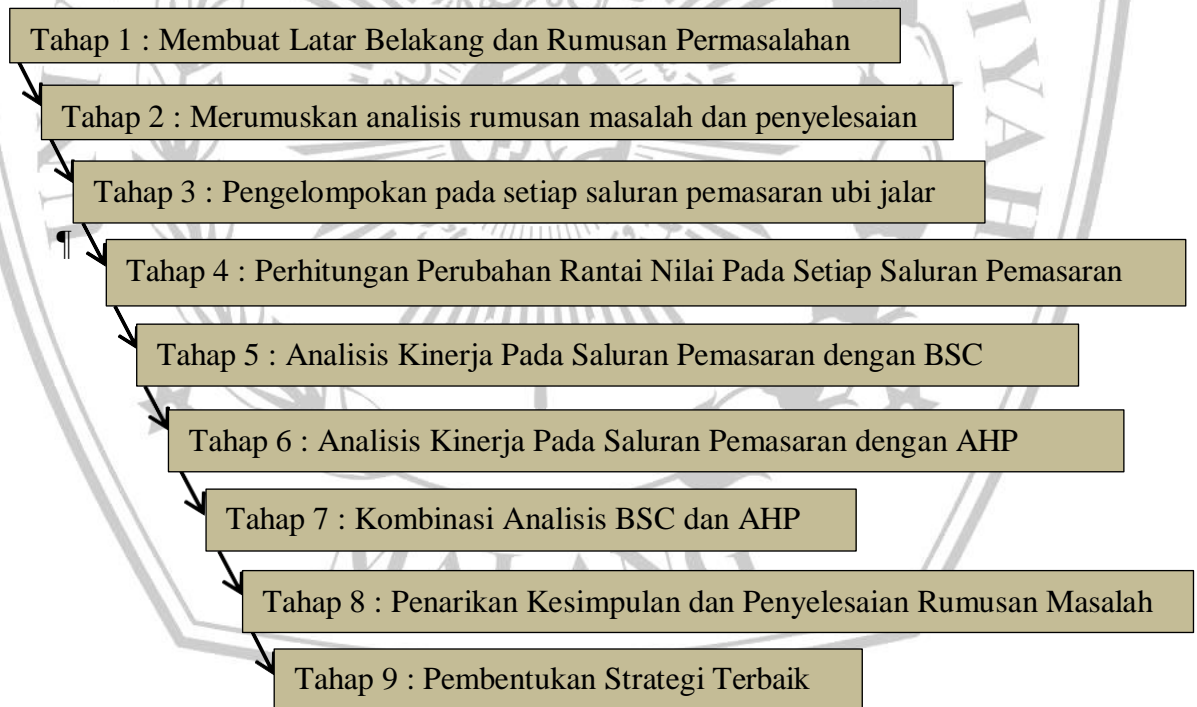 Tahap 1 : Membuat Latar Belakang dan Rumusan Permasalahan
Tahap 2 : Merumuskan analisis rumusan masalah dan penyelesaian
Tahap 3 : Pengelompokan pada setiap saluran pemasaran ubi jalar
¶
Tahap 4 : Perhitungan Perubahan Rantai Nilai Pada Setiap Saluran Pemasaran
Tahap 5 : Analisis Kinerja Pada Saluran Pemasaran dengan BSC
Tahap 6 : Analisis Kinerja Pada Saluran Pemasaran dengan AHP
Tahap 7 : Kombinasi Analisis BSC dan AHP
MALANG
Tahap 8 : Penarikan Kesimpulan dan Penyelesaian Rumusan Masalah
Tahap 9 : Pembentukan Strategi Terbaik